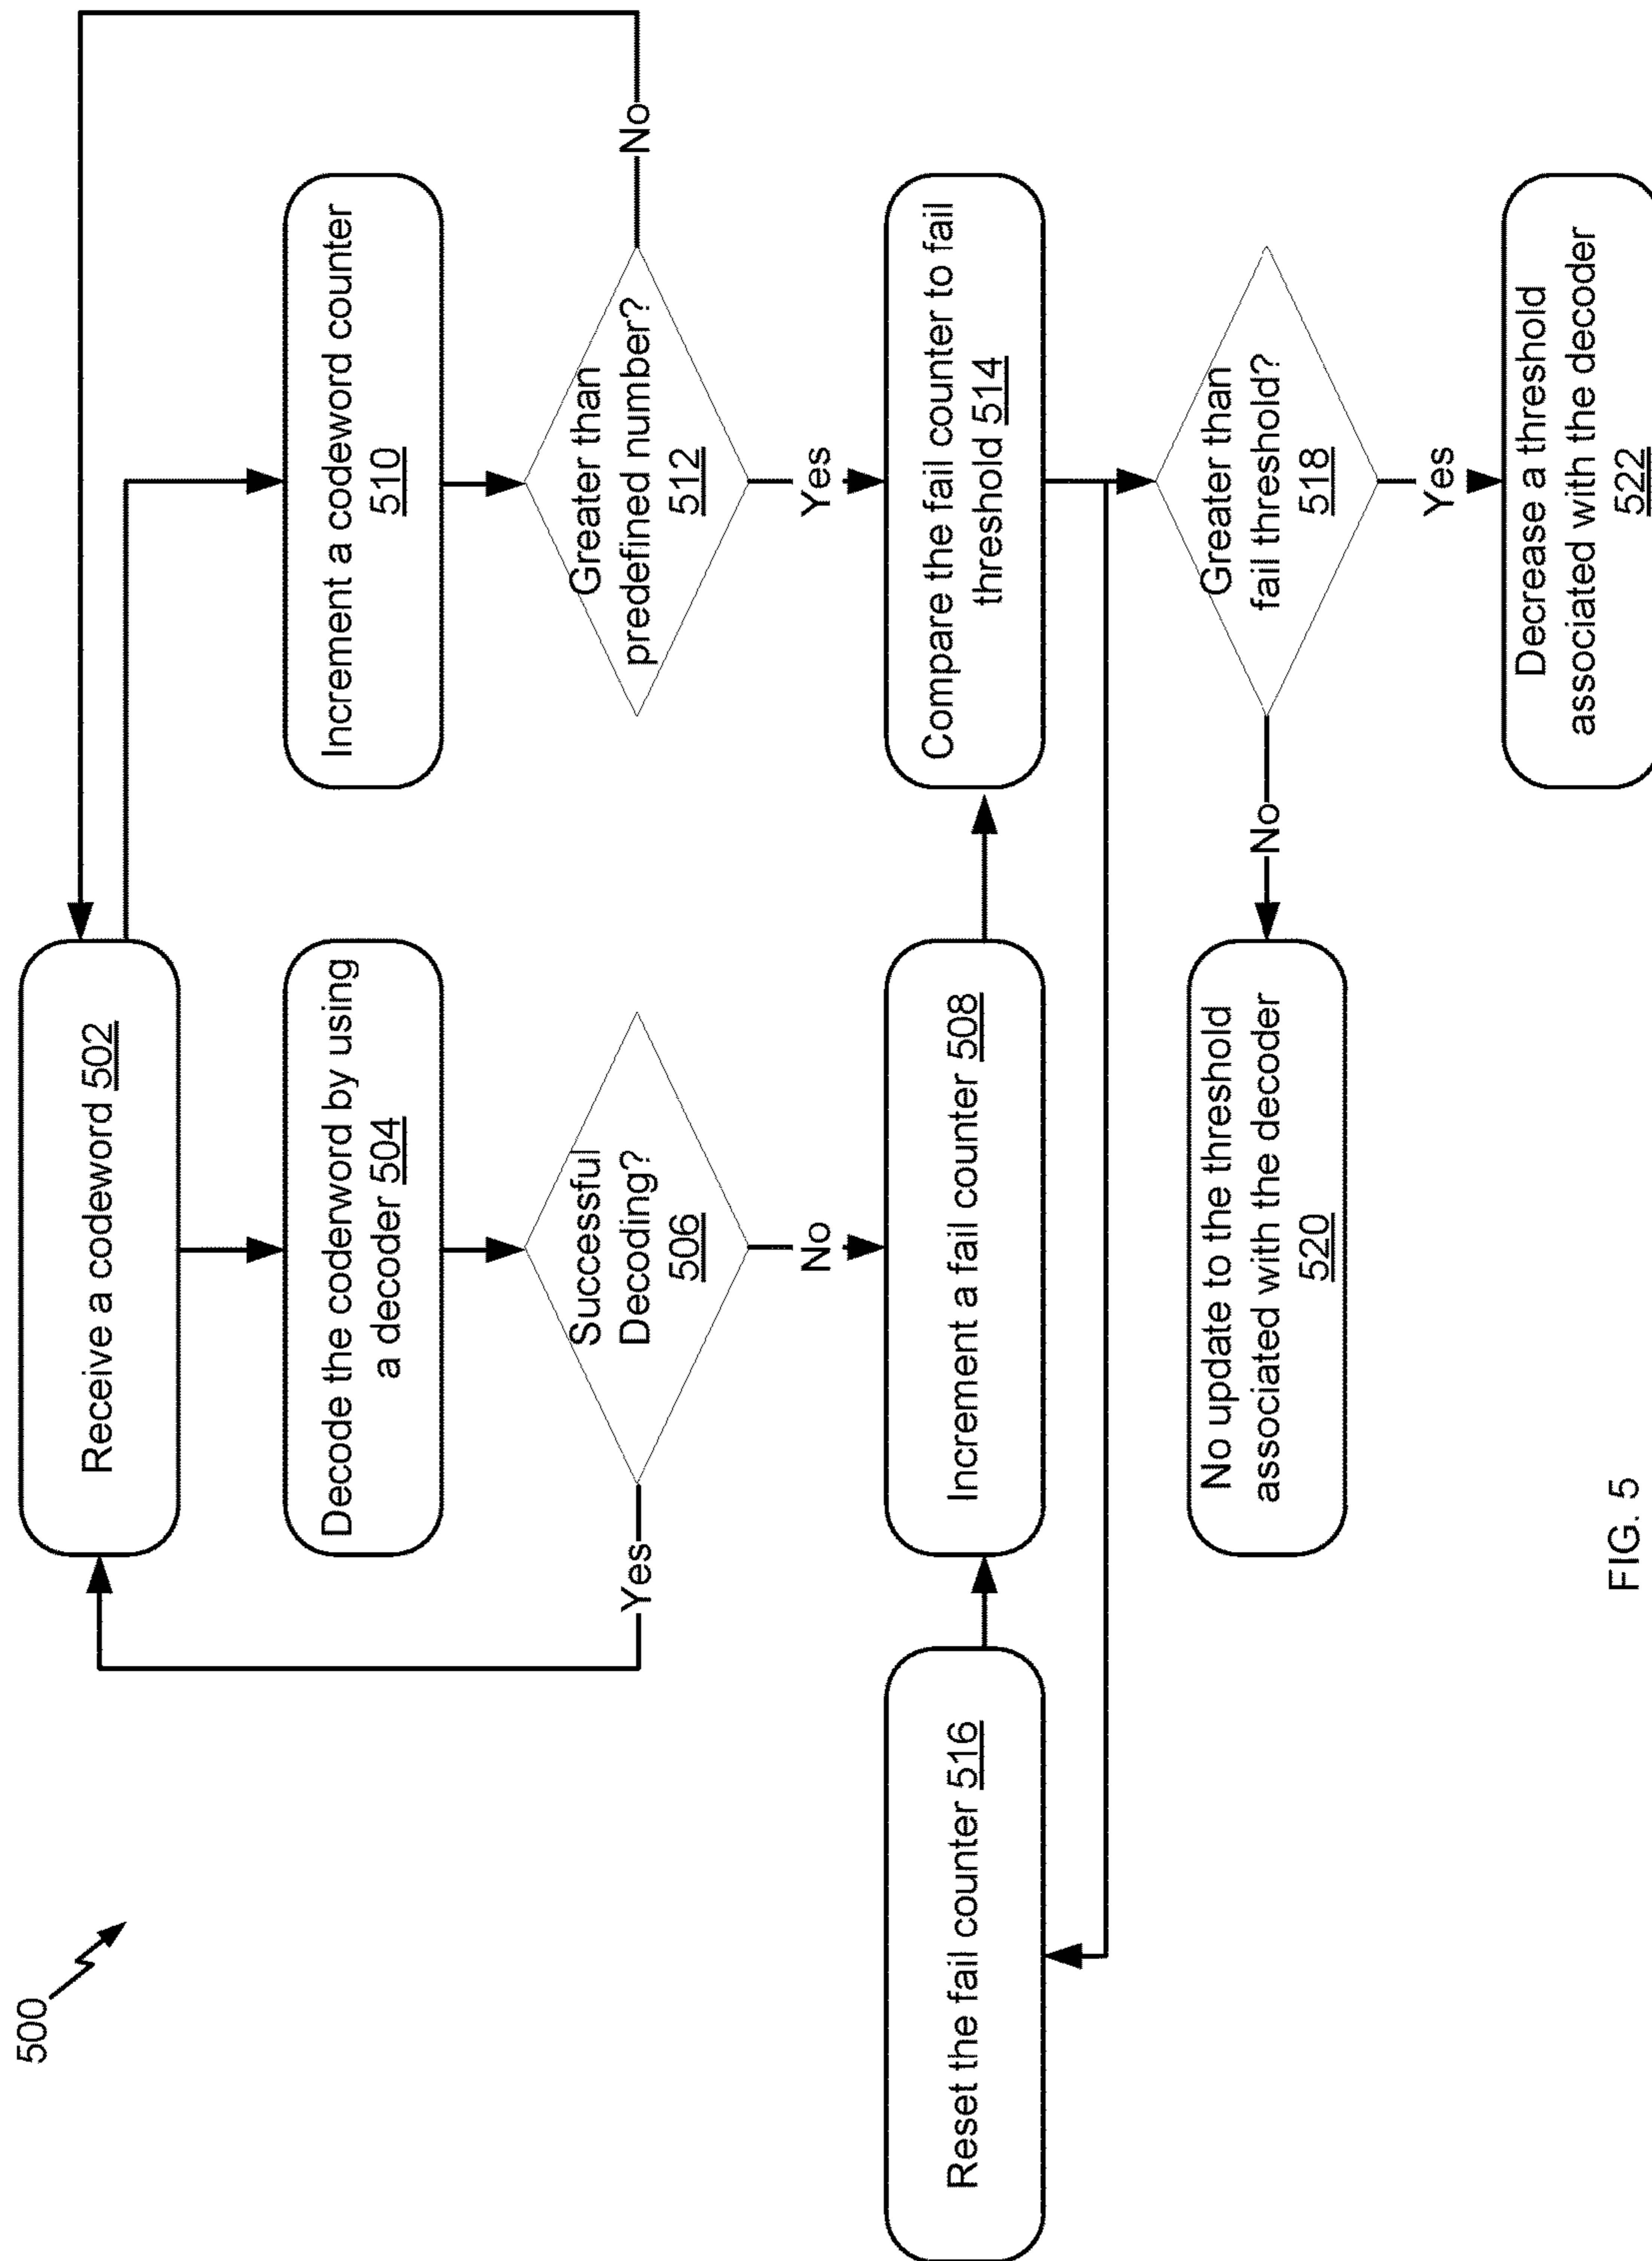 500
Receive a codeword 502
Decode the coderword by using
a decoder 504
Increment a codeword counter
510
Successful
Decoding?
506
Greater than
predefined number?
512
Yes
No
No
Yes
Reset the fail counter 516
Increment a fail counter 508
Compare the fail counter to fail
threshold 514
Greater than
fail threshold?
518
No
Yes
No update to the threshold
associated with the decoder
520
Decrease a threshold
associated with the decoder
522
FIG. 5